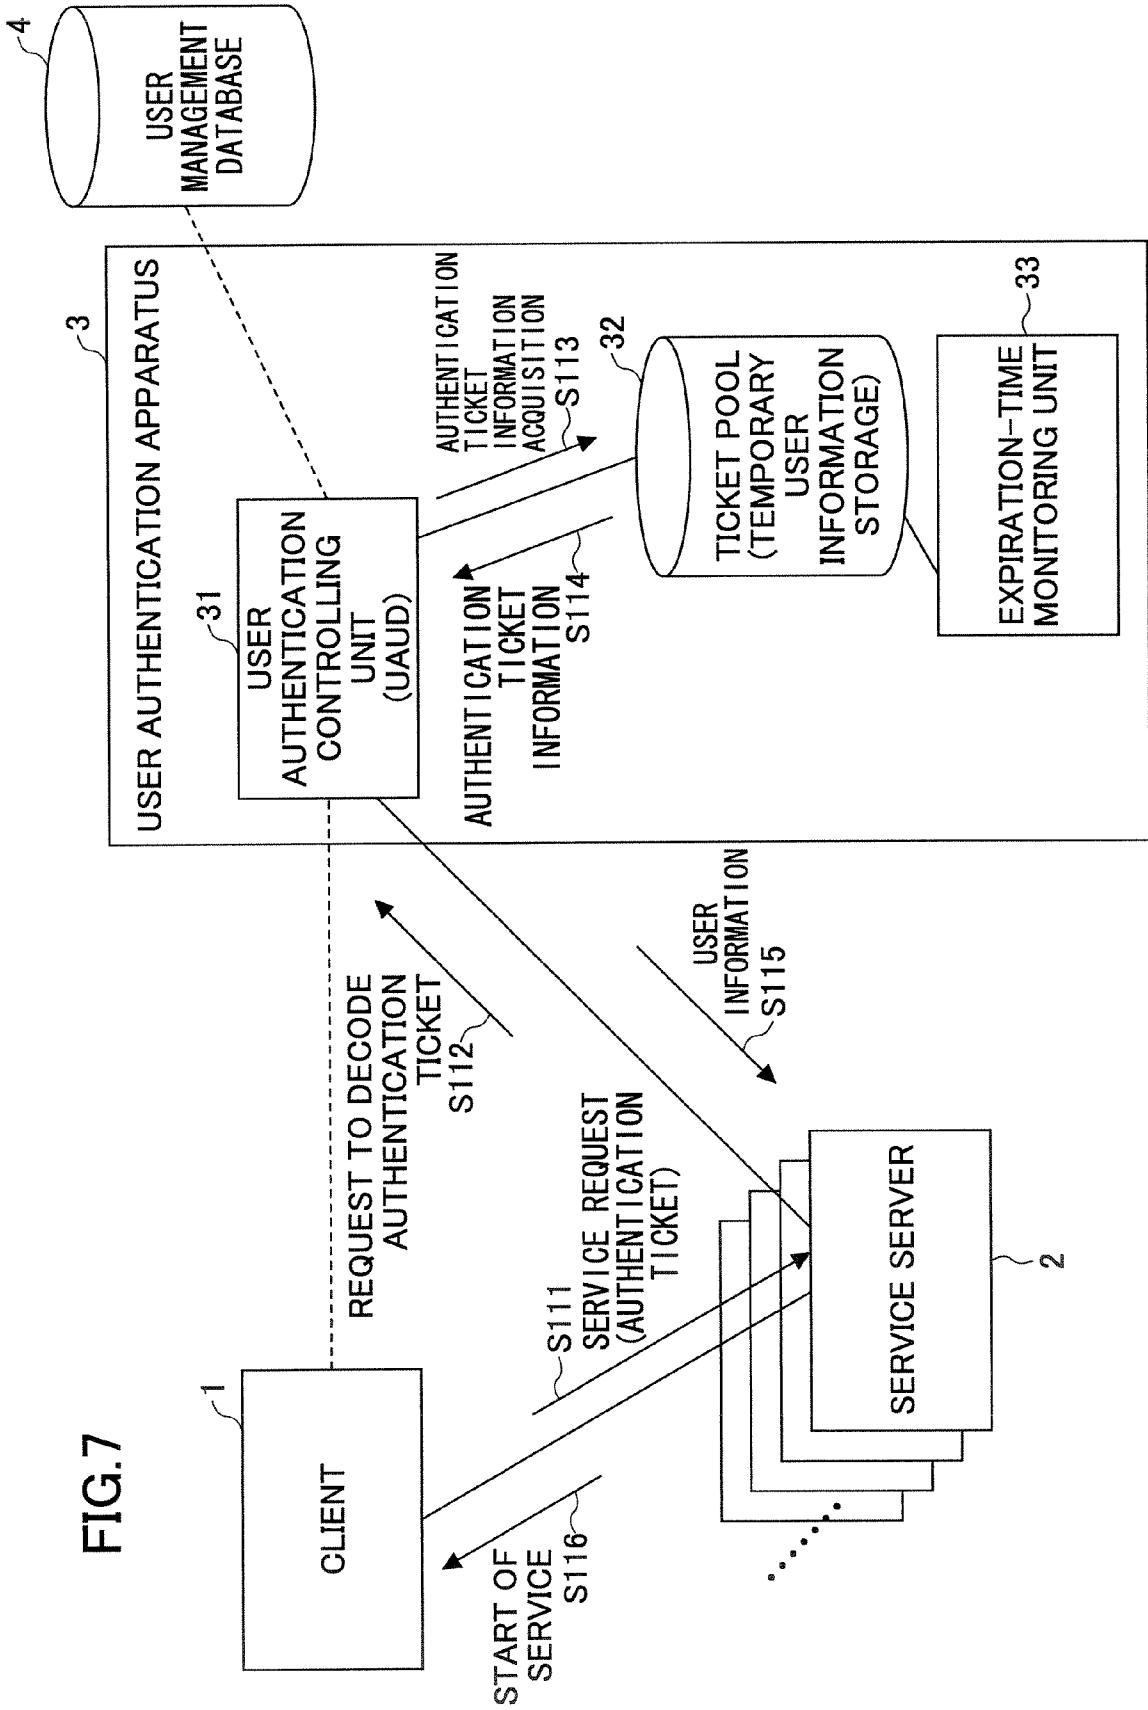 FIG.7
1
CLIENT
START OF
SERVICE
S116
S111
SERVICE REQUEST
(AUTHENTICATION
TICKET)
SERVICE SERVER
2
REQUEST TO DECODE
AUTHENTICATION
TICKET
S112
USER
INFORMATION
S115
USER AUTHENTICATION APPARATUS
3
31
USER
AUTHENTICATION
CONTROLLING
UNIT
(UAUD)
AUTHENTICATION
TICKET
INFORMATION
S114
AUTHENTICATION
TICKET
INFORMATION
ACQUISITION
S113
32
TICKET POOL
(TEMPORARY
USER
INFORMATION
STORAGE)
33
EXPIRATION-TIME
MONITORING UNIT
4
USER
MANAGEMENT
DATABASE